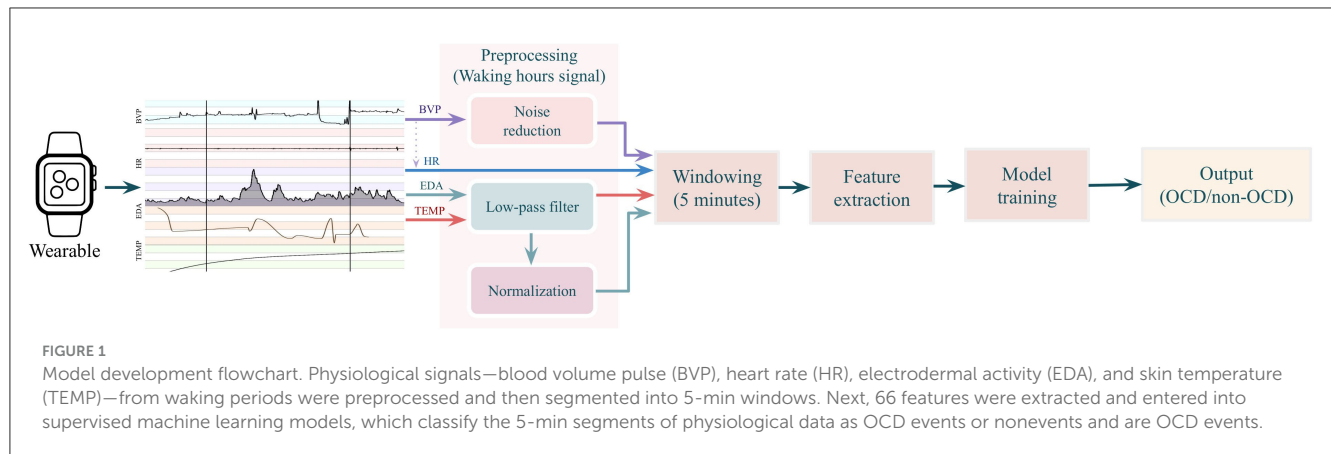 Preprocessing
(Waking hours signal)
BVP
HR
EDA
TEMP
Wearable
BVP
HR
EDA
TEMP
Noise
reduction
Low-pass filter
Normalization
Windowing
(5 minutes)
Feature
extraction
Model
training
Output
(OCD/non-OCD)
FIGURE 1
Model development flowchart. Physiological signals—blood volume pulse (BVP), heart rate (HR), electrodermal activity (EDA), and skin temperature
(TEMP)—from waking periods were preprocessed and then segmented into 5-min windows. Next, 66 features were extracted and entered into
supervised machine learning models, which classify the 5-min segments of physiological data as OCD events or nonevents and are OCD events.